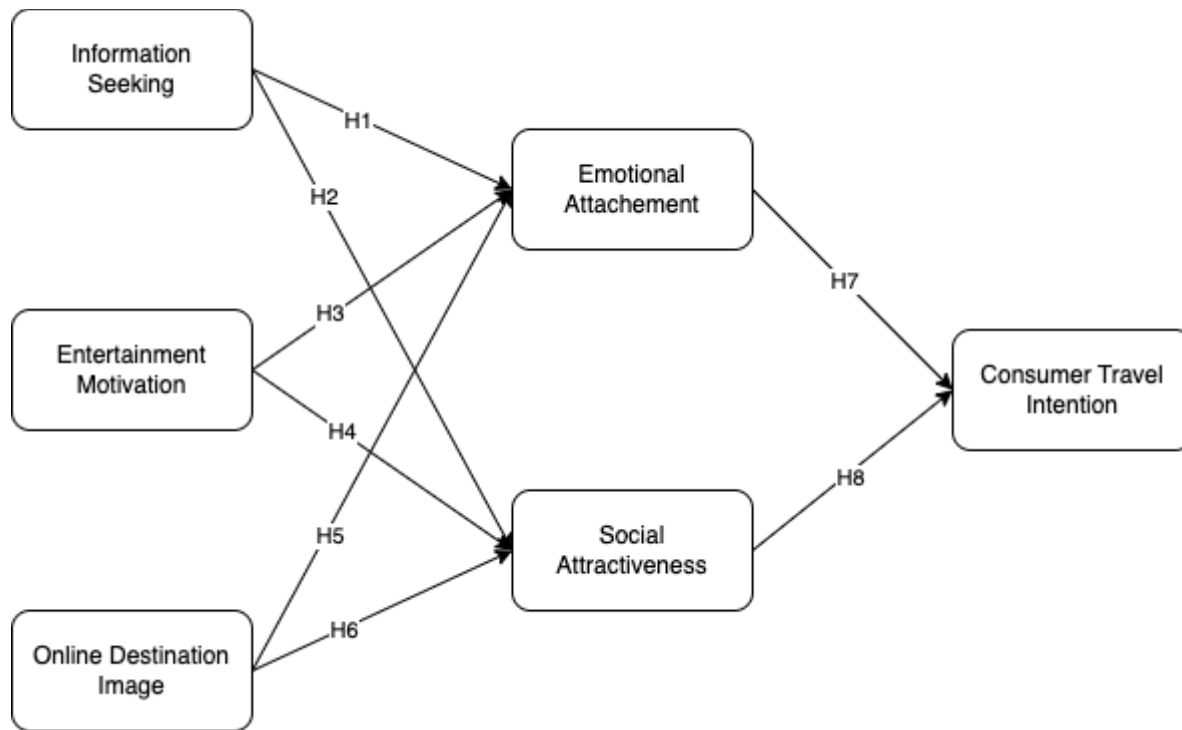 Information
Seeking
H1
Emotional
Attachement
H2
H7
H3
Entertainment
Motivation
Consumer Travel
Intention
H4
H8
H5
Social
Attractiveness
H6
Online Destination
Image